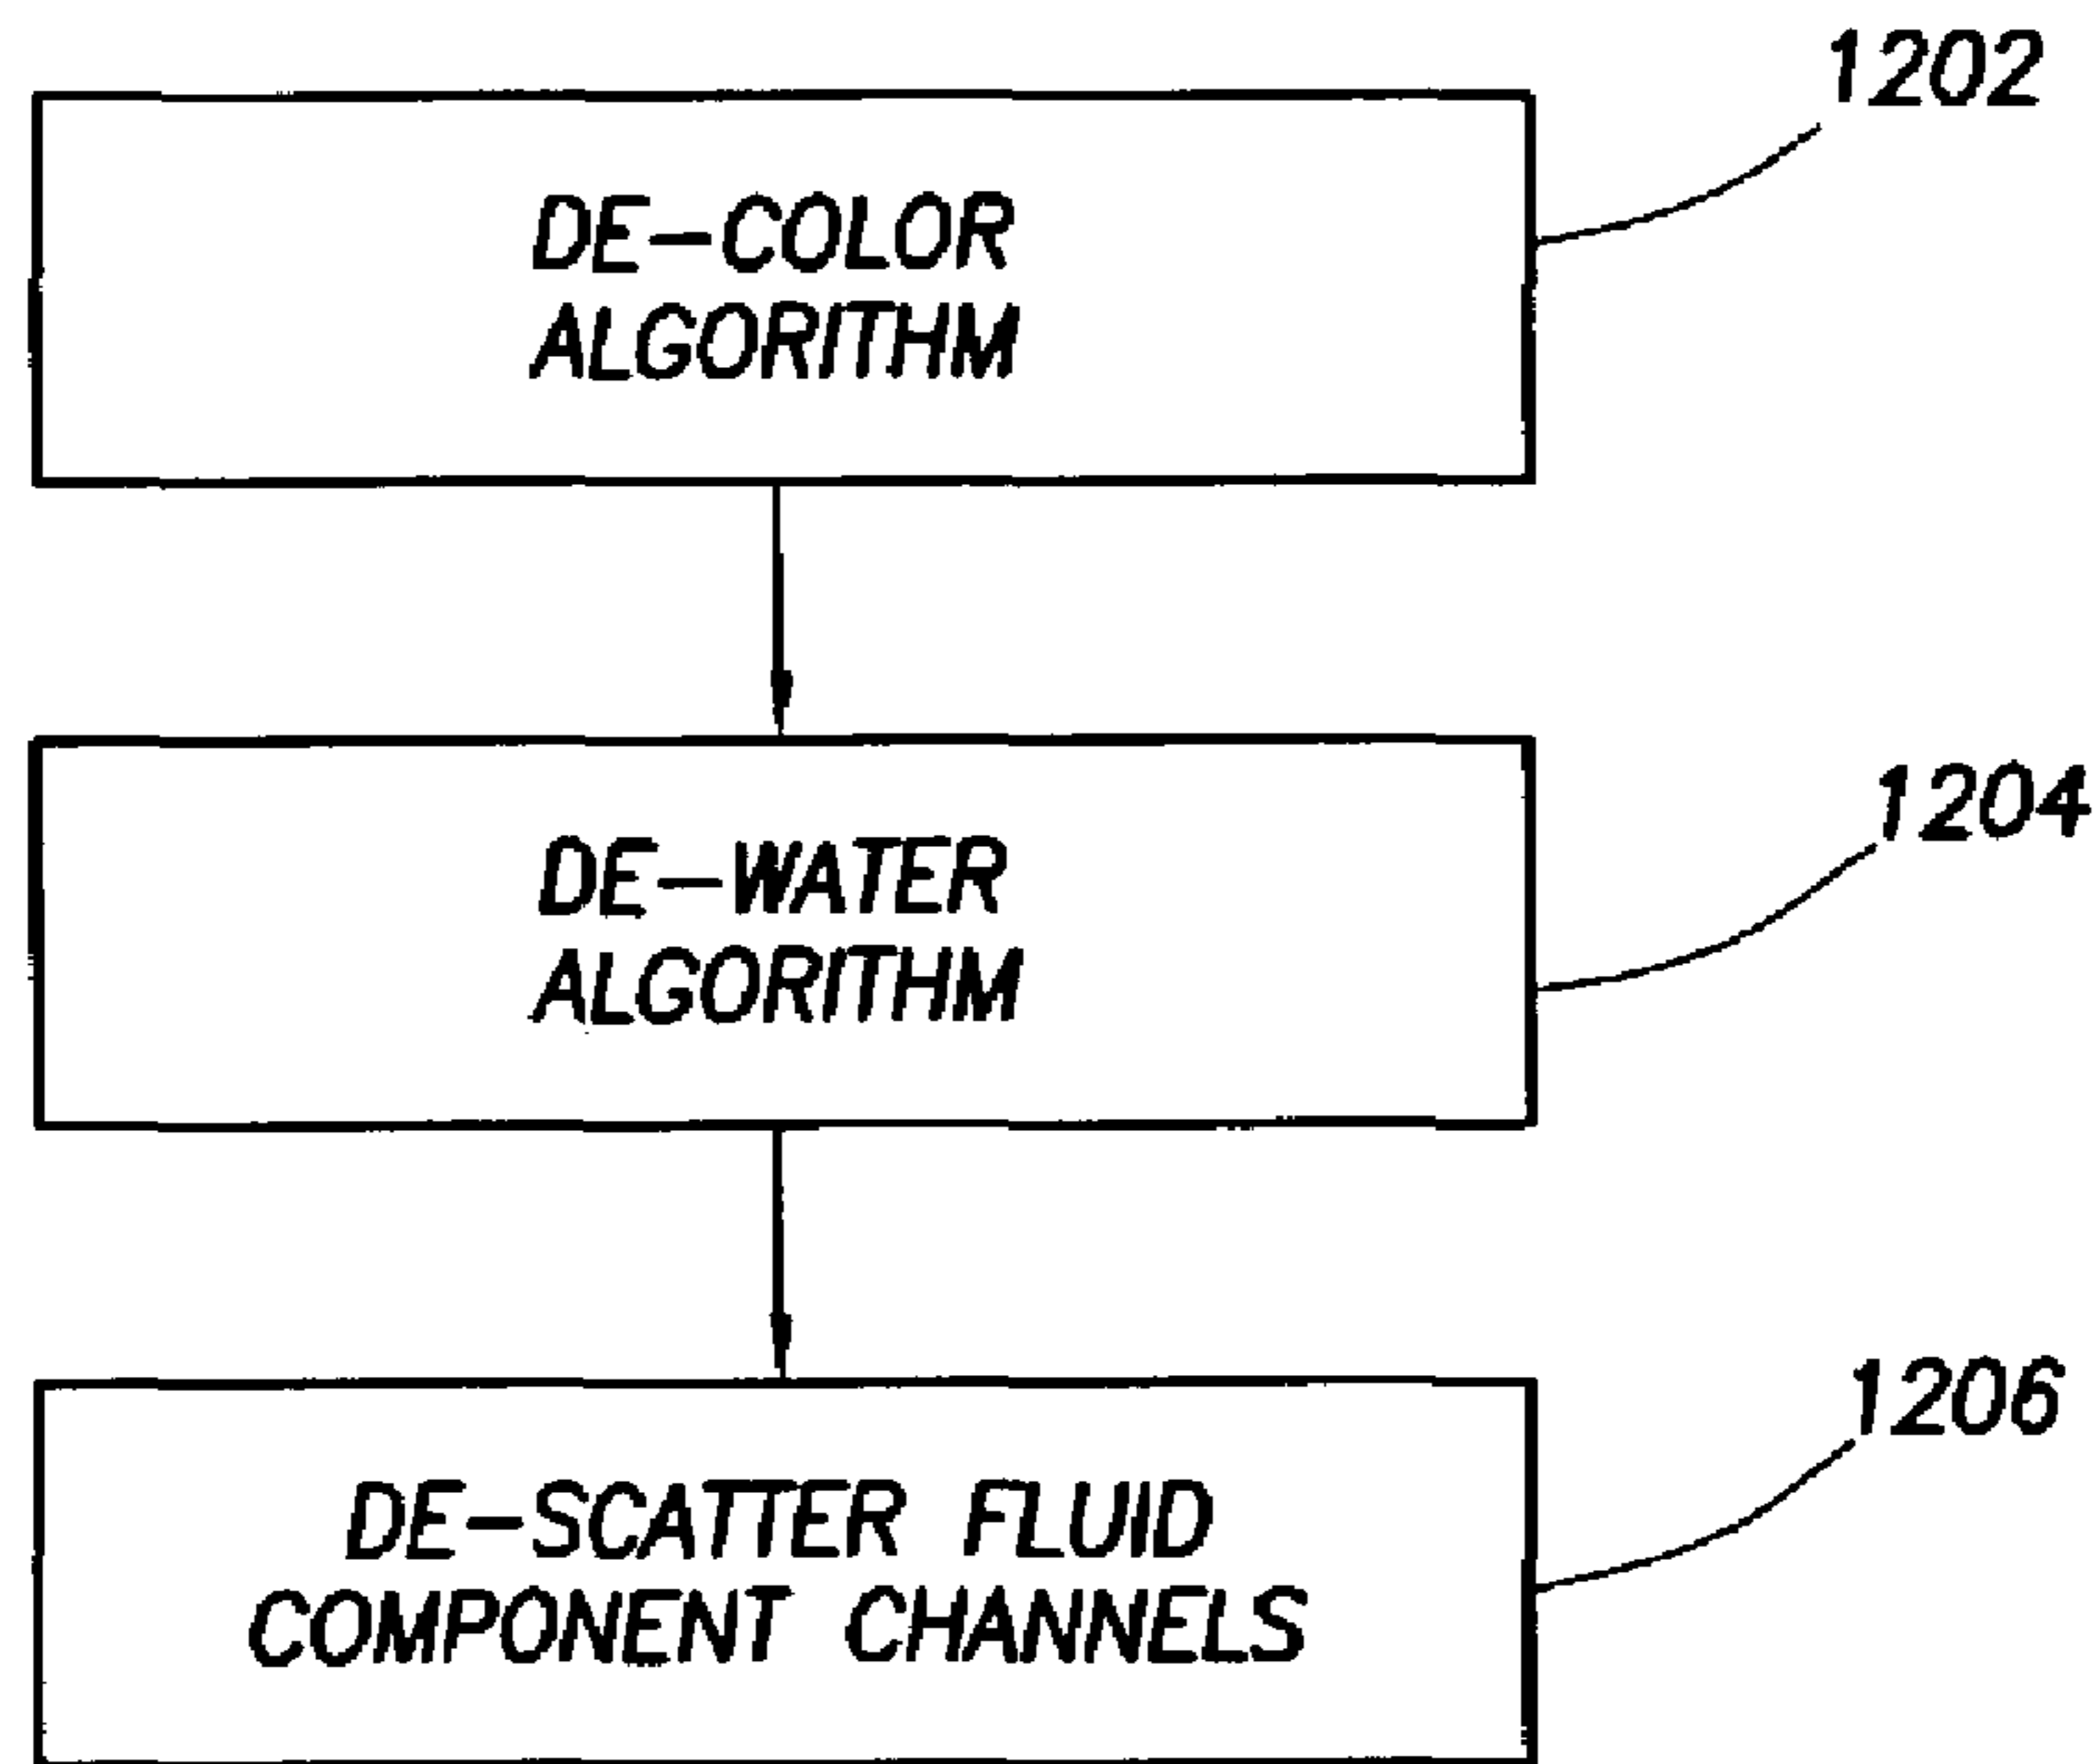 1202
DE-COLOR
ALGORITHM
1204
DE-WATER
ALGORITHM
1206
DE-SCATTER FLUID
COMPONENT CHANNELS